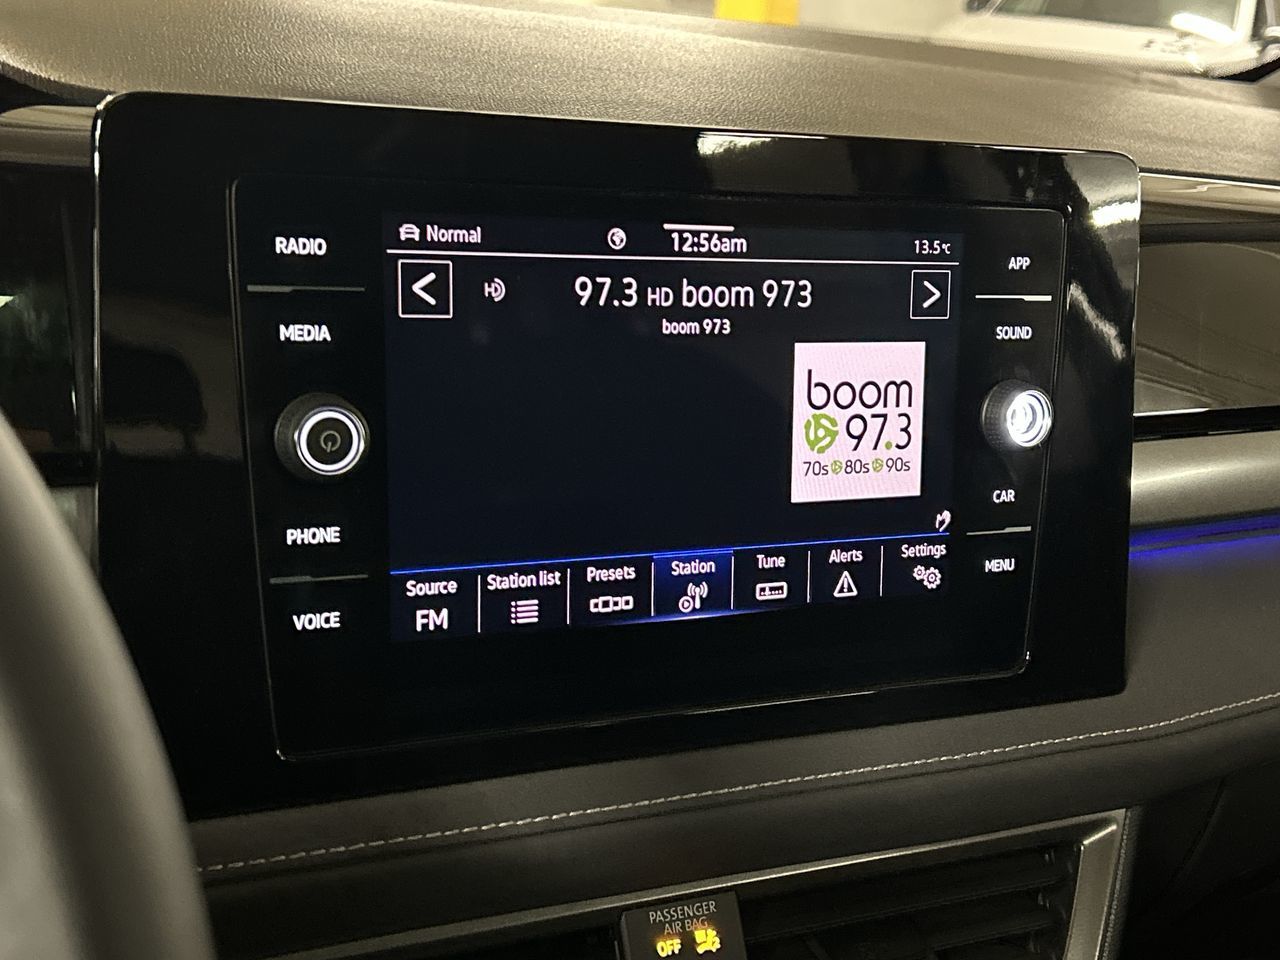 RADIO
MEDIA
PHONE
VOICE
Normal
12:56am
13.5°C
<
HD
97.3 HD boom 973
>
boom 973
boom
97.3
70s 80s 90s
Source
FM
Station list
Presets
Station
Tune
Alerts
Settings
APP
SOUND
CAR
MENU
PASSENGER
AIR BAG
OFF